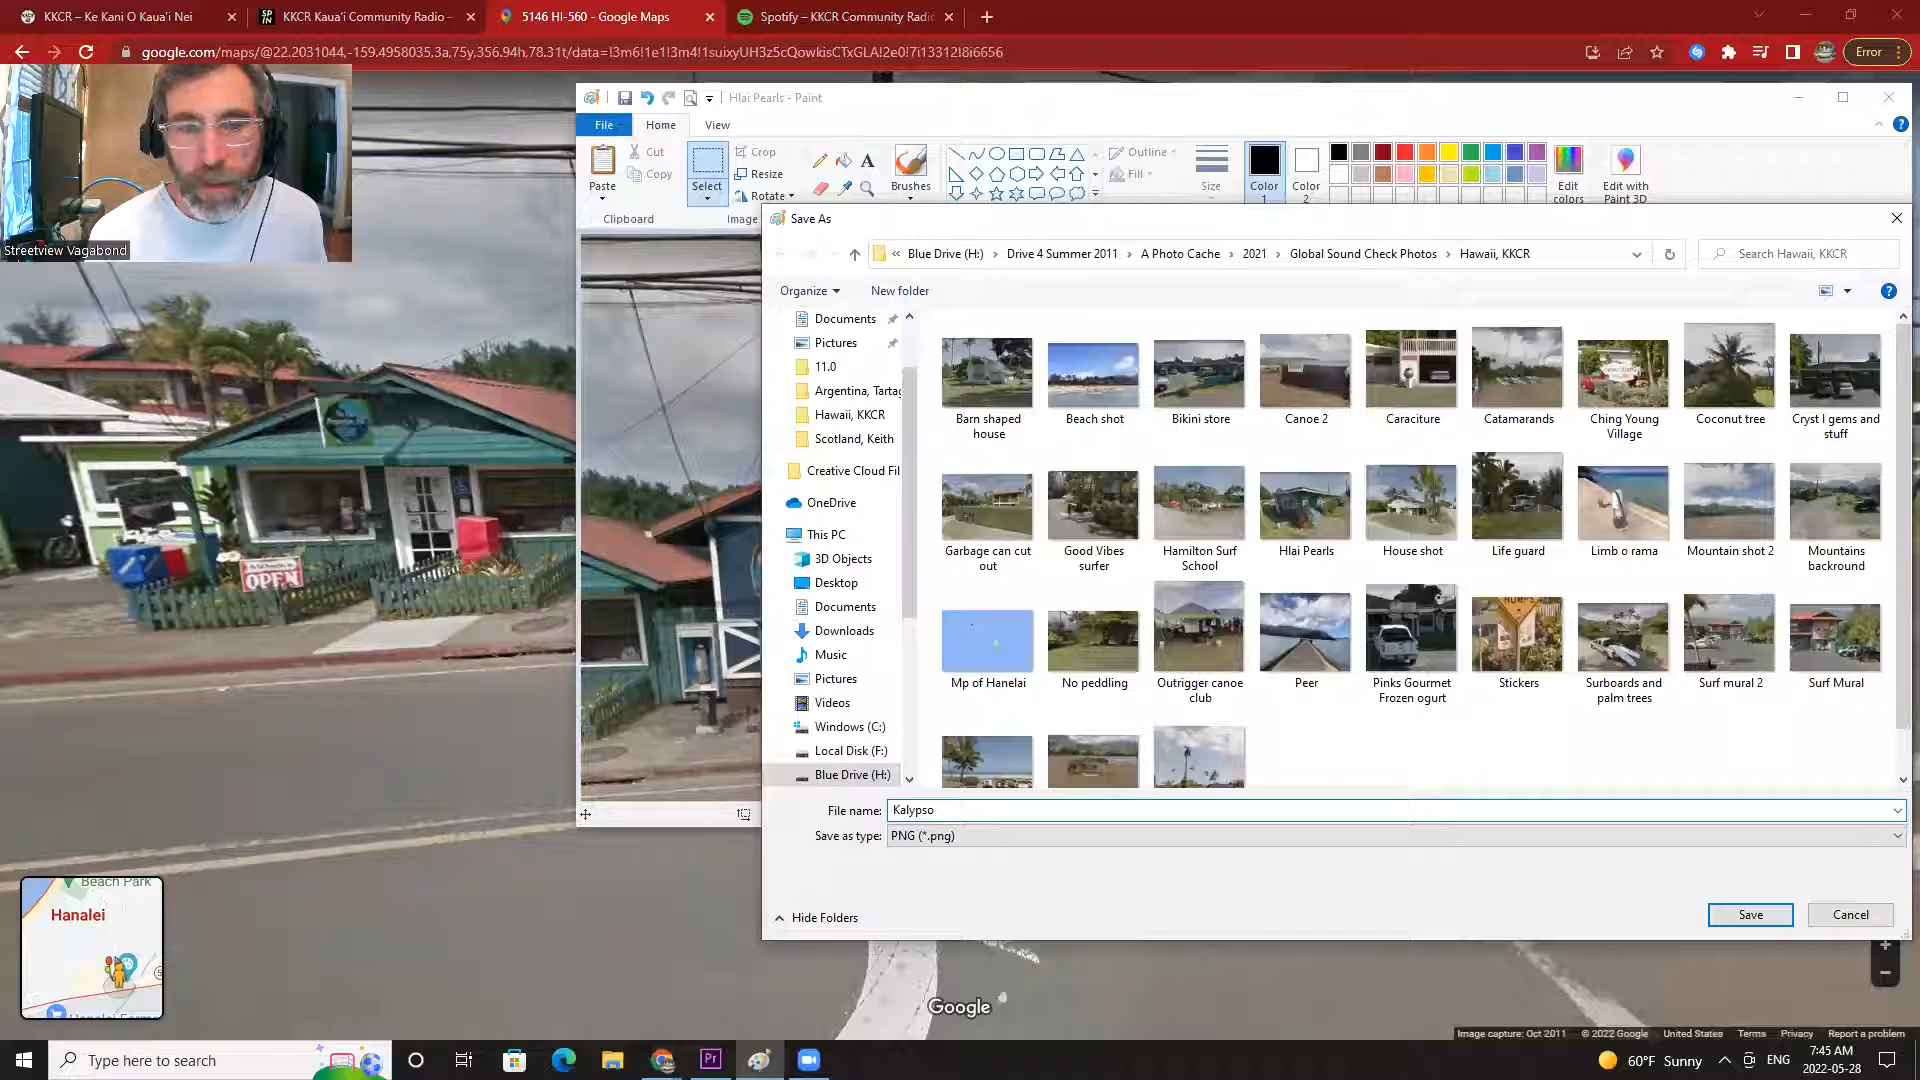 KKCR – Ke Kani O Kaua'i Nei
KKCR Kaua'i Community Radio –
5146 HI-560 - Google Maps
Spotify – KKCR Community Radio
google.com/maps/@22.2031044,-159.4958035,3a,75y,356.94h,78.31t/data=!3m6!1e1!3m4!1suixyUH3z5cQowkisCTxGLA!2e0!7i13312!8i6656
Error
Streetview Vagabond
Hlai Pearls - Paint
File
Home
View
Paste
Cut
Copy
Clipboard
Select
Crop
Resize
Rotate
Image
Brushes
Outline
Fill
Size
Color
1
Color
2
Edit
colors
Edit with
Paint 3D
Save As
« Blue Drive (H:) › Drive 4 Summer 2011 › A Photo Cache › 2021 › Global Sound Check Photos › Hawaii, KKCR
Search Hawaii, KKCR
Organize
New folder
Documents
Pictures
11.0
Argentina, Tartag
Hawaii, KKCR
Scotland, Keith
Creative Cloud Fil
OneDrive
This PC
3D Objects
Desktop
Documents
Downloads
Music
Pictures
Videos
Windows (C:)
Local Disk (F:)
Blue Drive (H:)
Barn shaped
house
Beach shot
Bikini store
Canoe 2
Caraciture
Catamarands
Ching Young
Village
Coconut tree
Cryst l gems and
stuff
Garbage can cut
out
Good Vibes
surfer
Hamilton Surf
School
Hlai Pearls
House shot
Life guard
Limb o rama
Mountain shot 2
Mountains
backround
Mp of Hanelai
No peddling
Outrigger canoe
club
Peer
Pinks Gourmet
Frozen ogurt
Stickers
Surboards and
palm trees
Surf mural 2
Surf Mural
File name: Kalypso
Save as type: PNG (*.png)
Hide Folders
Save
Cancel
OPEN
Beach Park
Hanalei
Google
Image capture: Oct 2011
© 2022 Google
United States
Terms
Privacy
Report a problem
Type here to search
Pr
60°F Sunny
ENG
7:45 AM
2022-05-28